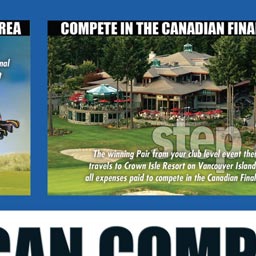 REA
COMPETE IN THE CANADIAN FINA
nal
step
The winning Pair from your club level event the
travels to Crown Isle Resort on Vancouver Island
all expenses paid to compete in the Canadian Final
CAN COMP